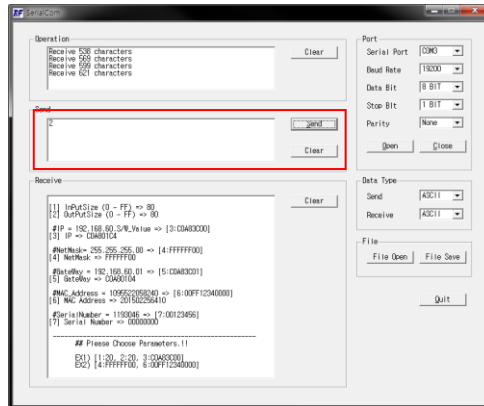 SerialCom
Operation
Receive 538 characters
Receive 569 characters
Receive 599 characters
Receive 621 characters
Clear
Send
2
Send
Clear
Receive
[1] InPutSize (0 - FF) => 80
[2] OutPutSize (0 - FF) => 80
#IP = 192,168,60.S/W_Value => [3:C0A83C00]
[3] IP => C0A801C4
#NetMask= 255,255,255,00 => [4:FFFFFF00]
[4] NetMask => FFFFFF00
#GateWay = 192,168,60.01 => [5:C0A83C01]
[5] GateWay => C0A80104
#MAC_Address = 1095522058240 => [6:00FF12340000]
[6] MAC Address => 201502256410
#SerialNumber = 1193046 => [7:00123456]
[7] Serial Number => 00000000
## Please Choose Parameters.!!
EX1) [1:20, 2:20, 3:C0A83C00]
EX2) [4:FFFFFF00, 6:00FF12340000]
Clear
Port
Serial Port COM3
Baud Rate 19200
Data Bit 8 BIT
Stop BIt 1 BIT
Parity None
Open Close
Data Type
Send ASCII
Receive ASCII
File
File Open File Save
Quit